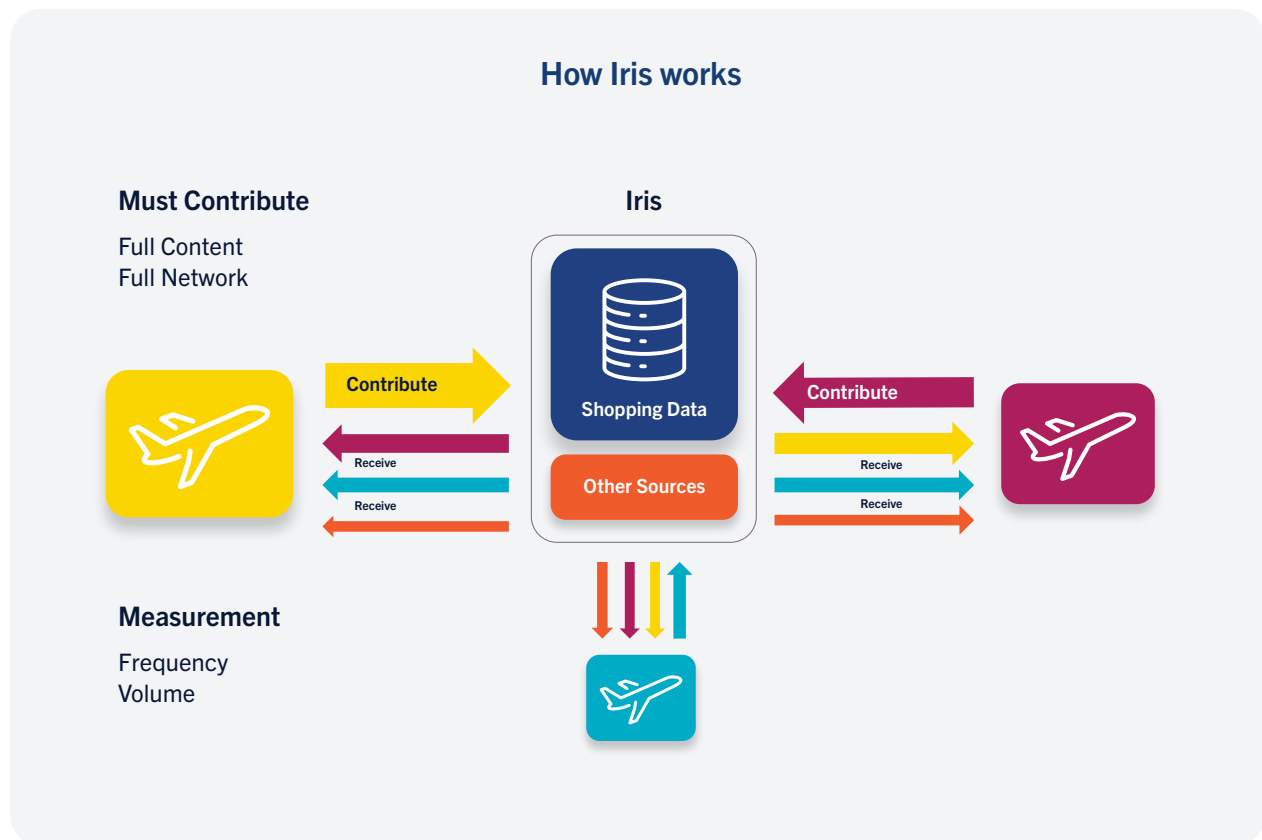 How Iris works
Must Contribute
Full Content
Full Network
Iris
Shopping Data
Other Sources
Contribute
Receive
Receive
Contribute
Receive
Receive
Measurement
Frequency
Volume